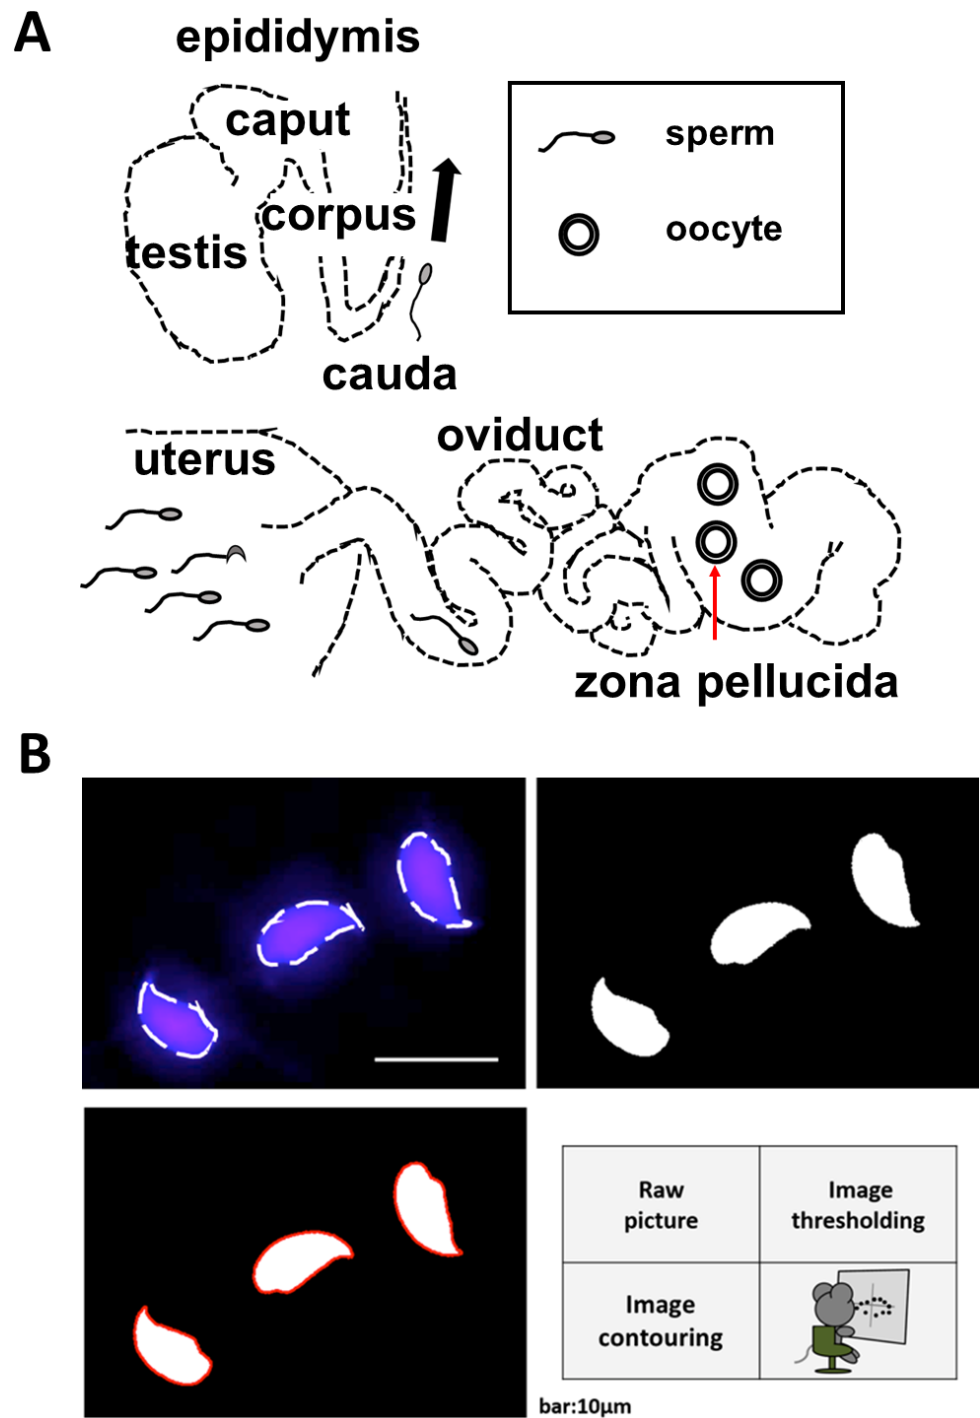 A
epididymis
caput
corpus
testis
cauda
sperm
oocyte
uterus
oviduct
zona pellucida
B
Raw
picture
Image
thresholding
Image
contouring
bar:10μm